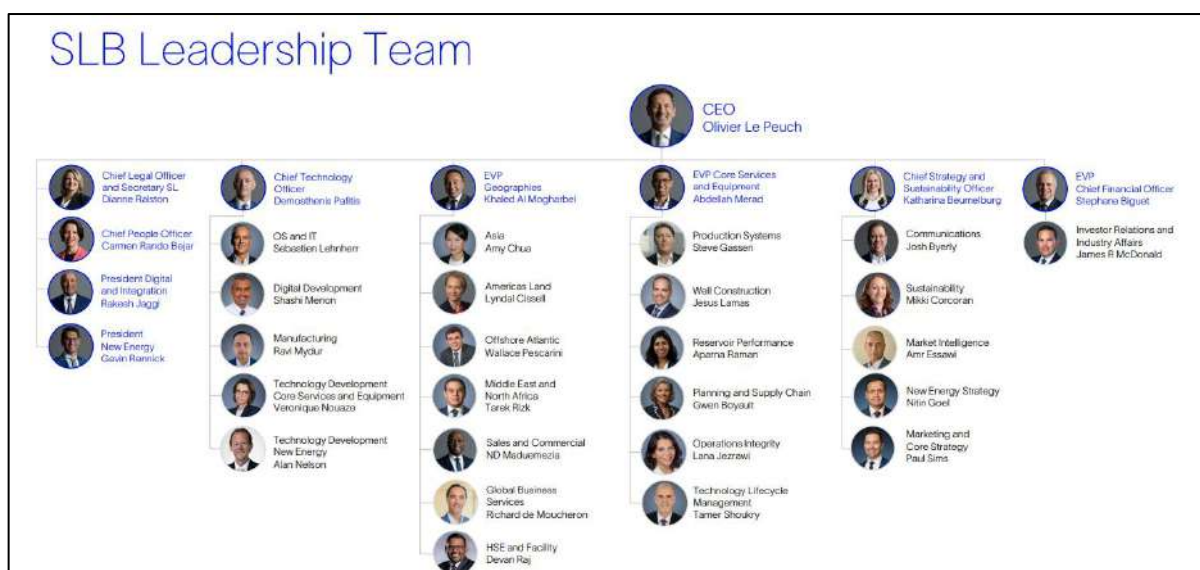 SLB Leadership Team
CEO
Olivier Le Peuch
Chief Legal Officer
and Secretary SL
Dianne Ralston
Chief People Officer
Carmen Rando Bejar
President Digital
and Integration
Rakesh Jaggi
President
New Energy
Gavin Rennick
Chief Technology
Officer
Demosthenis Pafitis
OS and IT
Sebastien Lehnherr
Digital Development
Shashi Menon
Manufacturing
Ravi Mydur
Technology Development
Core Services and Equipment
Veronique Nouaze
Technology Development
New Energy
Alan Nelson
EVP
Geographies
Khaled Al Mogharbel
Asia
Amy Chua
Americas Land
Lyndal Cissell
Offshore Atlantic
Wallace Pescarini
Middle East and
North Africa
Tarek Rizk
Sales and Commercial
ND Maduemezia
Global Business
Services
Richard de Moucheron
HSE and Facility
Devan Raj
EVP Core Services
and Equipment
Abdellah Merad
Production Systems
Steve Gassen
Well Construction
Jesus Lamas
Reservoir Performance
Aparna Raman
Planning and Supply Chain
Gwen Boyault
Operations Integrity
Lana Jezrawi
Technology Lifecycle
Management
Tamer Shoukry
Chief Strategy and
Sustainability Officer
Katharina Beumelburg
Communications
Josh Byerly
Sustainability
Mikki Corcoran
Market Intelligence
Amr Essawi
New Energy Strategy
Nitin Goel
Marketing and
Core Strategy
Paul Sims
EVP
Chief Financial Officer
Stephane Biguet
Investor Relations and
Industry Affairs
James R McDonald